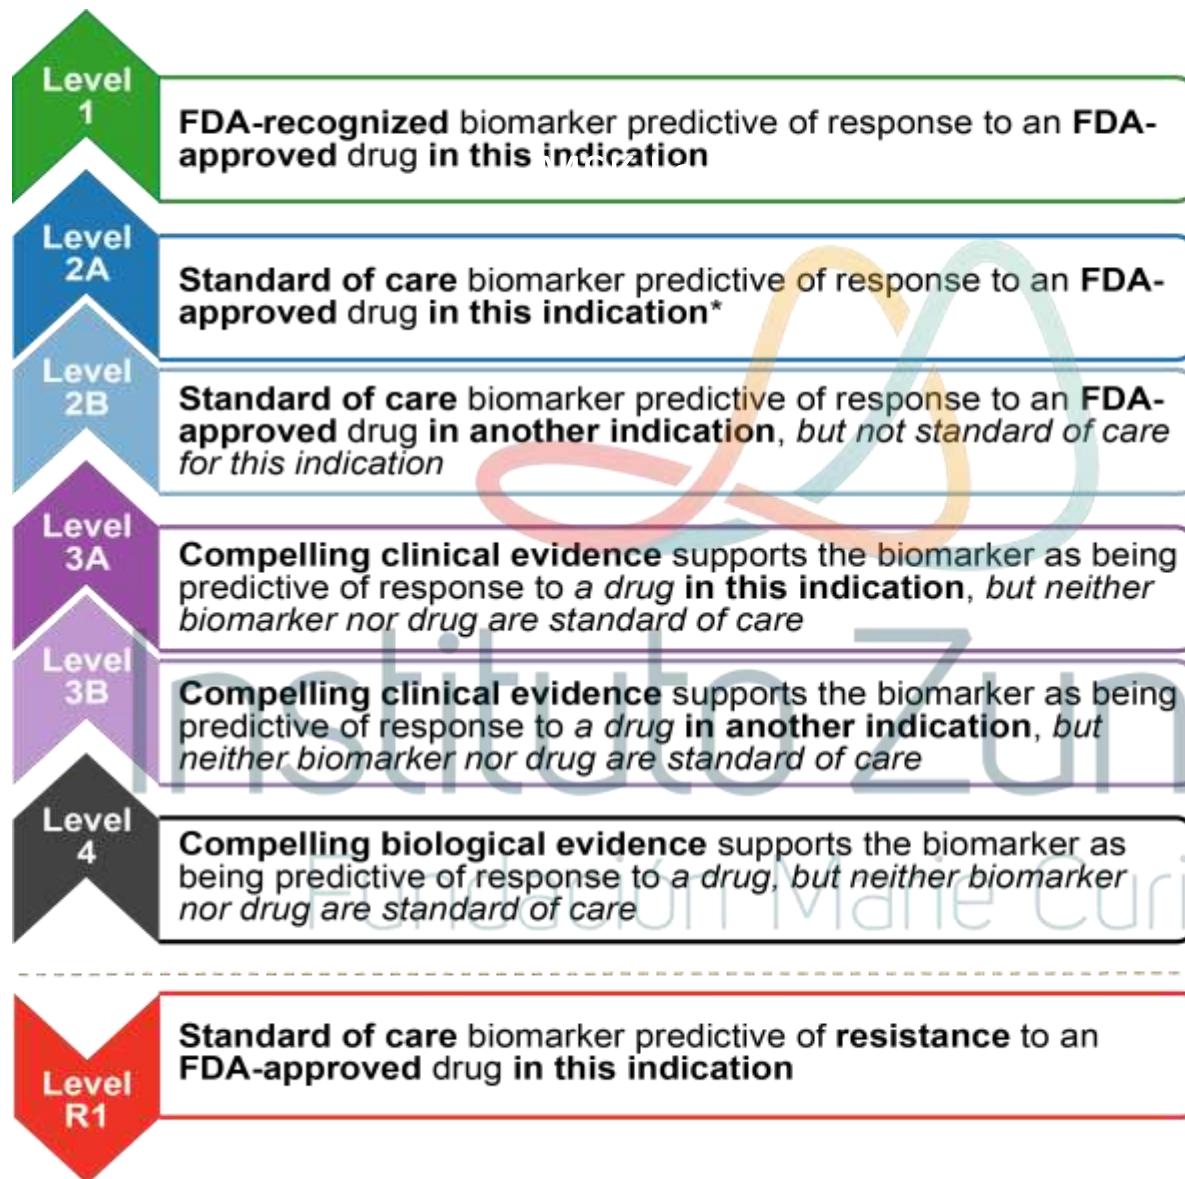 Level
1
FDA-recognized biomarker predictive of response to an FDA-
approved drug in this indication
Level
2A
Standard of care biomarker predictive of response to an FDA-
approved drug in this indication*
Level
2B
Standard of care biomarker predictive of response to an FDA-
approved drug in another indication, but not standard of care
for this indication
Level
3A
Compelling clinical evidence supports the biomarker as being
predictive of response to a drug in this indication, but neither
biomarker nor drug are standard of care
Level
3B
Compelling clinical evidence supports the biomarker as being
predictive of response to a drug in another indication, but
neither biomarker nor drug are standard of care
Instituto Zun
Level
4
Compelling biological evidence supports the biomarker as
being predictive of response to a drug, but neither biomarker
nor drug are standard of care
Fundación Marie Curi
Level
R1
Standard of care biomarker predictive of resistance to an
FDA-approved drug in this indication